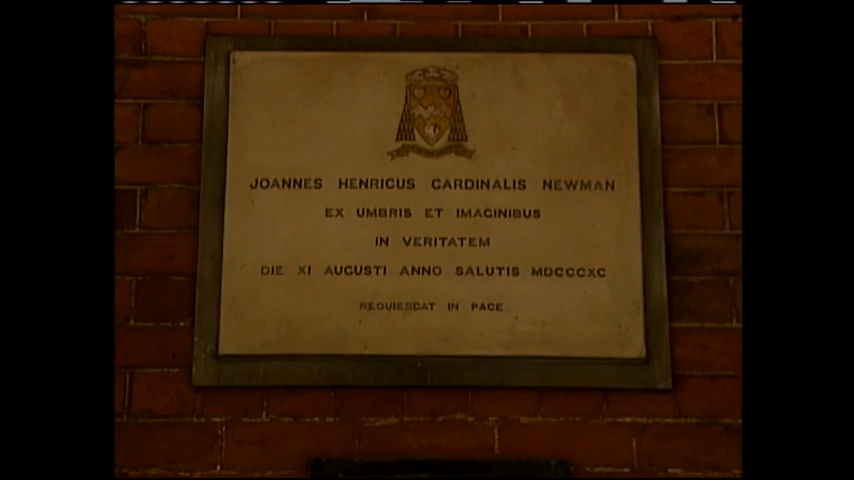 JOANNES HENRICUS CARDINALIS NEWMAN
EX UMBRIS ET IMAGINIBUS
IN VERITATEM
DIE XI AUGUSTI ANNO SALUTIS MDCCCXC
REQUIESCAT IN PACE